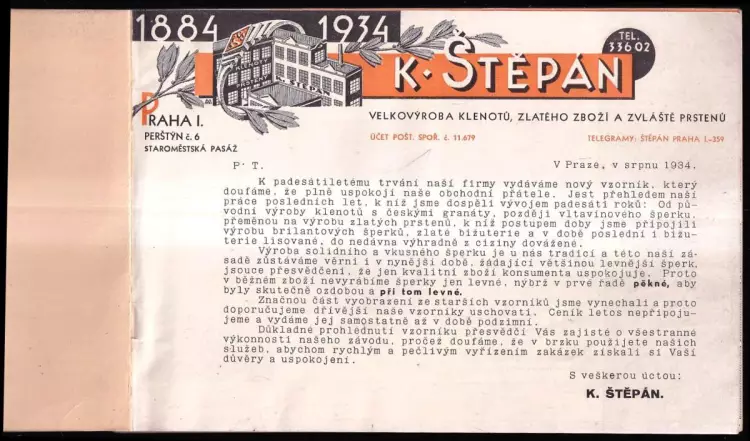 1884 1934
TEL.
33602
K. ŠTĚPÁN
KLENOTY
PRSTENY
ŠTĚPÁN
PRAHA I.
PERŠTÝN č. 6
STAROMĚSTSKÁ PASÁŽ
VELKOVÝROBA KLENOTŮ, ZLATÉHO ZBOŽÍ A ZVLÁŠTĚ PRSTENŮ
ÚČET POŠT. SPOŘ. č. 11.679
TELEGRAMY: ŠTĚPÁN PRAHA I.-359
P. T.
V Praze, v srpnu 1934.
K padesátiletému trvání naší firmy vydáváme nový vzorník, který
doufáme, že plně uspokojí naše obchodní přátele. Jest přehledem naší
práce posledních let, k níž jsme dospěli vývojem padesáti roků: Od pů-
vodní výroby klenotů s českými granáty, později vltavínového šperku,
přeměnou na výrobu zlatých prstenů, k níž postupem doby jsme připojili
výrobu brilantových šperků, zlaté bižuterie a v době poslední i bižu-
terie lisované, do nedávna výhradně z ciziny dovážené.
Výroba solidního a vkusného šperku je u nás tradicí a této naší zá-
sadě zůstáváme věrni i v nynější době, žádající většinou levnější šperk,
jsouce přesvědčeni, že jen kvalitní zboží konsumenta uspokojuje. Proto
v běžném zboží nevyrábíme šperky jen levné, nýbrž v prvé řadě pěkné, aby
byly skutečně ozdobou a při tom levné.
Značnou část vyobrazení ze starších vzorníků jsme vynechali a proto
doporučujeme dřívější naše vzorníky uschovati. Ceník letos nepřipoju-
jeme a vydáme jej samostatně až v době podzimní.
Důkladné prohlédnutí vzorníku přesvědčí Vás zajisté o všestranné
výkonnosti našeho závodu, pročež doufáme, že v brzku použijete našich
služeb, abychom rychlým a pečlivým vyřízením zakázek získali si Vaší
důvěry a uspokojení.
S veškerou úctou:
K. ŠTĚPÁN.